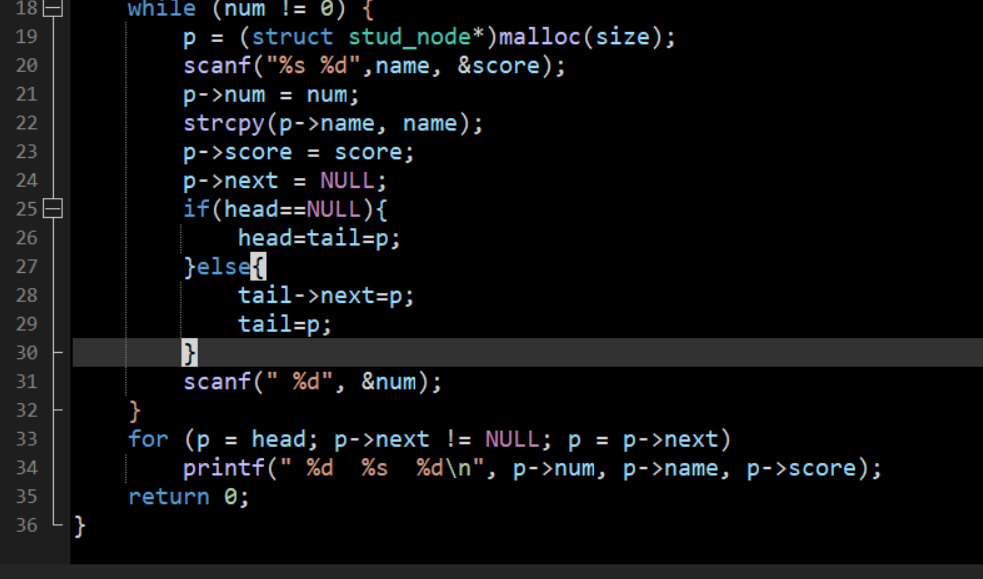 18 while (num != 0) {
19 p = (struct stud_node*)malloc(size);
20 scanf("%s %d",name, &score);
21 p->num = num;
22 strcpy(p->name, name);
23 p->score = score;
24 p->next = NULL;
25 if(head==NULL){
26 head=tail=p;
27 }else{
28 tail->next=p;
29 tail=p;
30 }
31 scanf(" %d", &num);
32 }
33 for (p = head; p->next != NULL; p = p->next)
34 printf(" %d  %s  %d\n", p->num, p->name, p->score);
35 return 0;
36 }